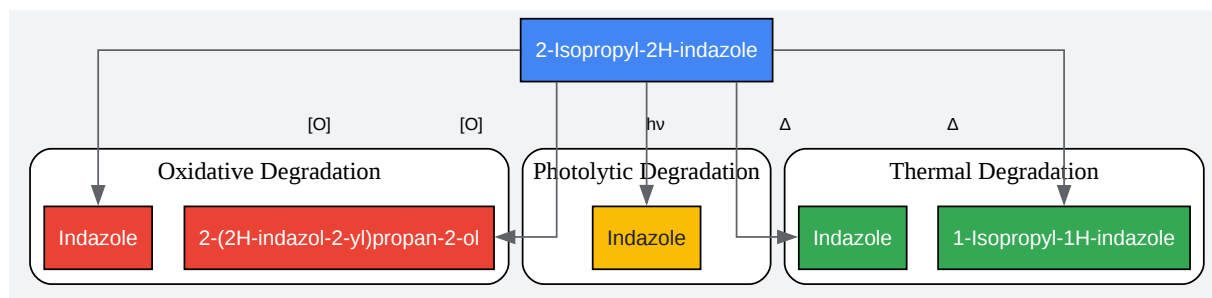 2-Isopropyl-2H-indazole
[O]
[O]
hν
Δ
Δ
Oxidative Degradation
Photolytic Degradation
Thermal Degradation
Indazole
2-(2H-indazol-2-yl)propan-2-ol
Indazole
Indazole
1-Isopropyl-1H-indazole